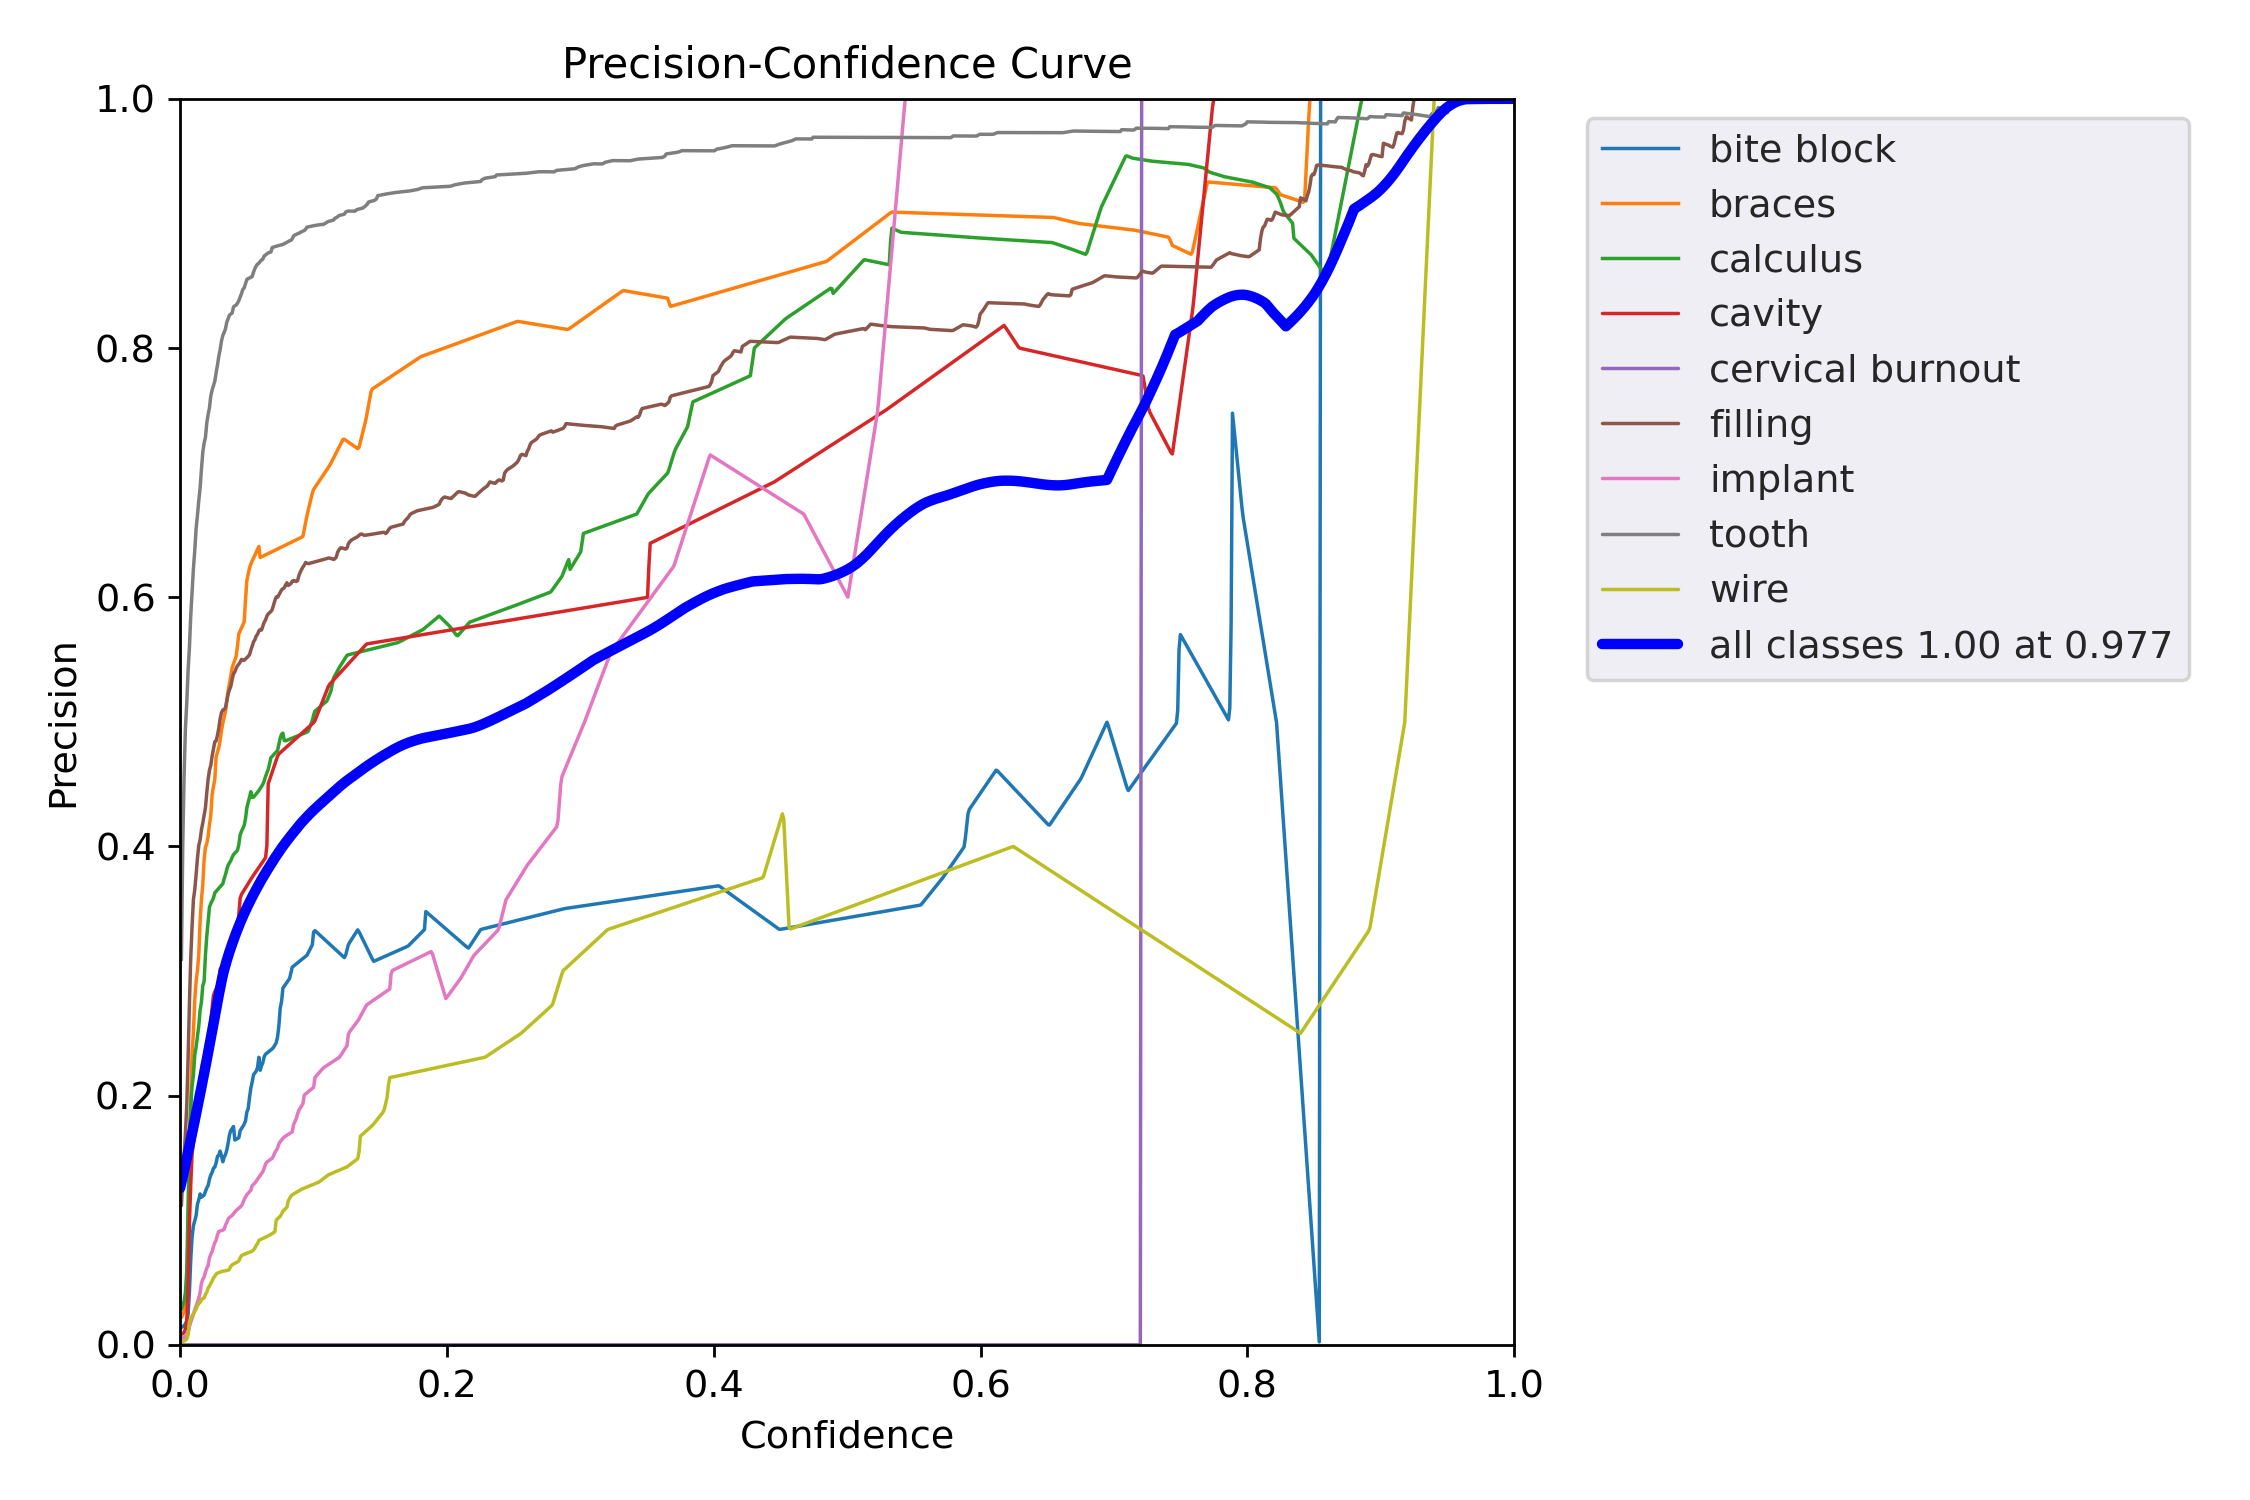 Precision-Confidence Curve
1.0
0.8
0.6
0.4
0.2
0.0
Precision
0.0 0.2 0.4 0.6 0.8 1.0
Confidence
bite block
braces
calculus
cavity
cervical burnout
filling
implant
tooth
wire
all classes 1.00 at 0.977